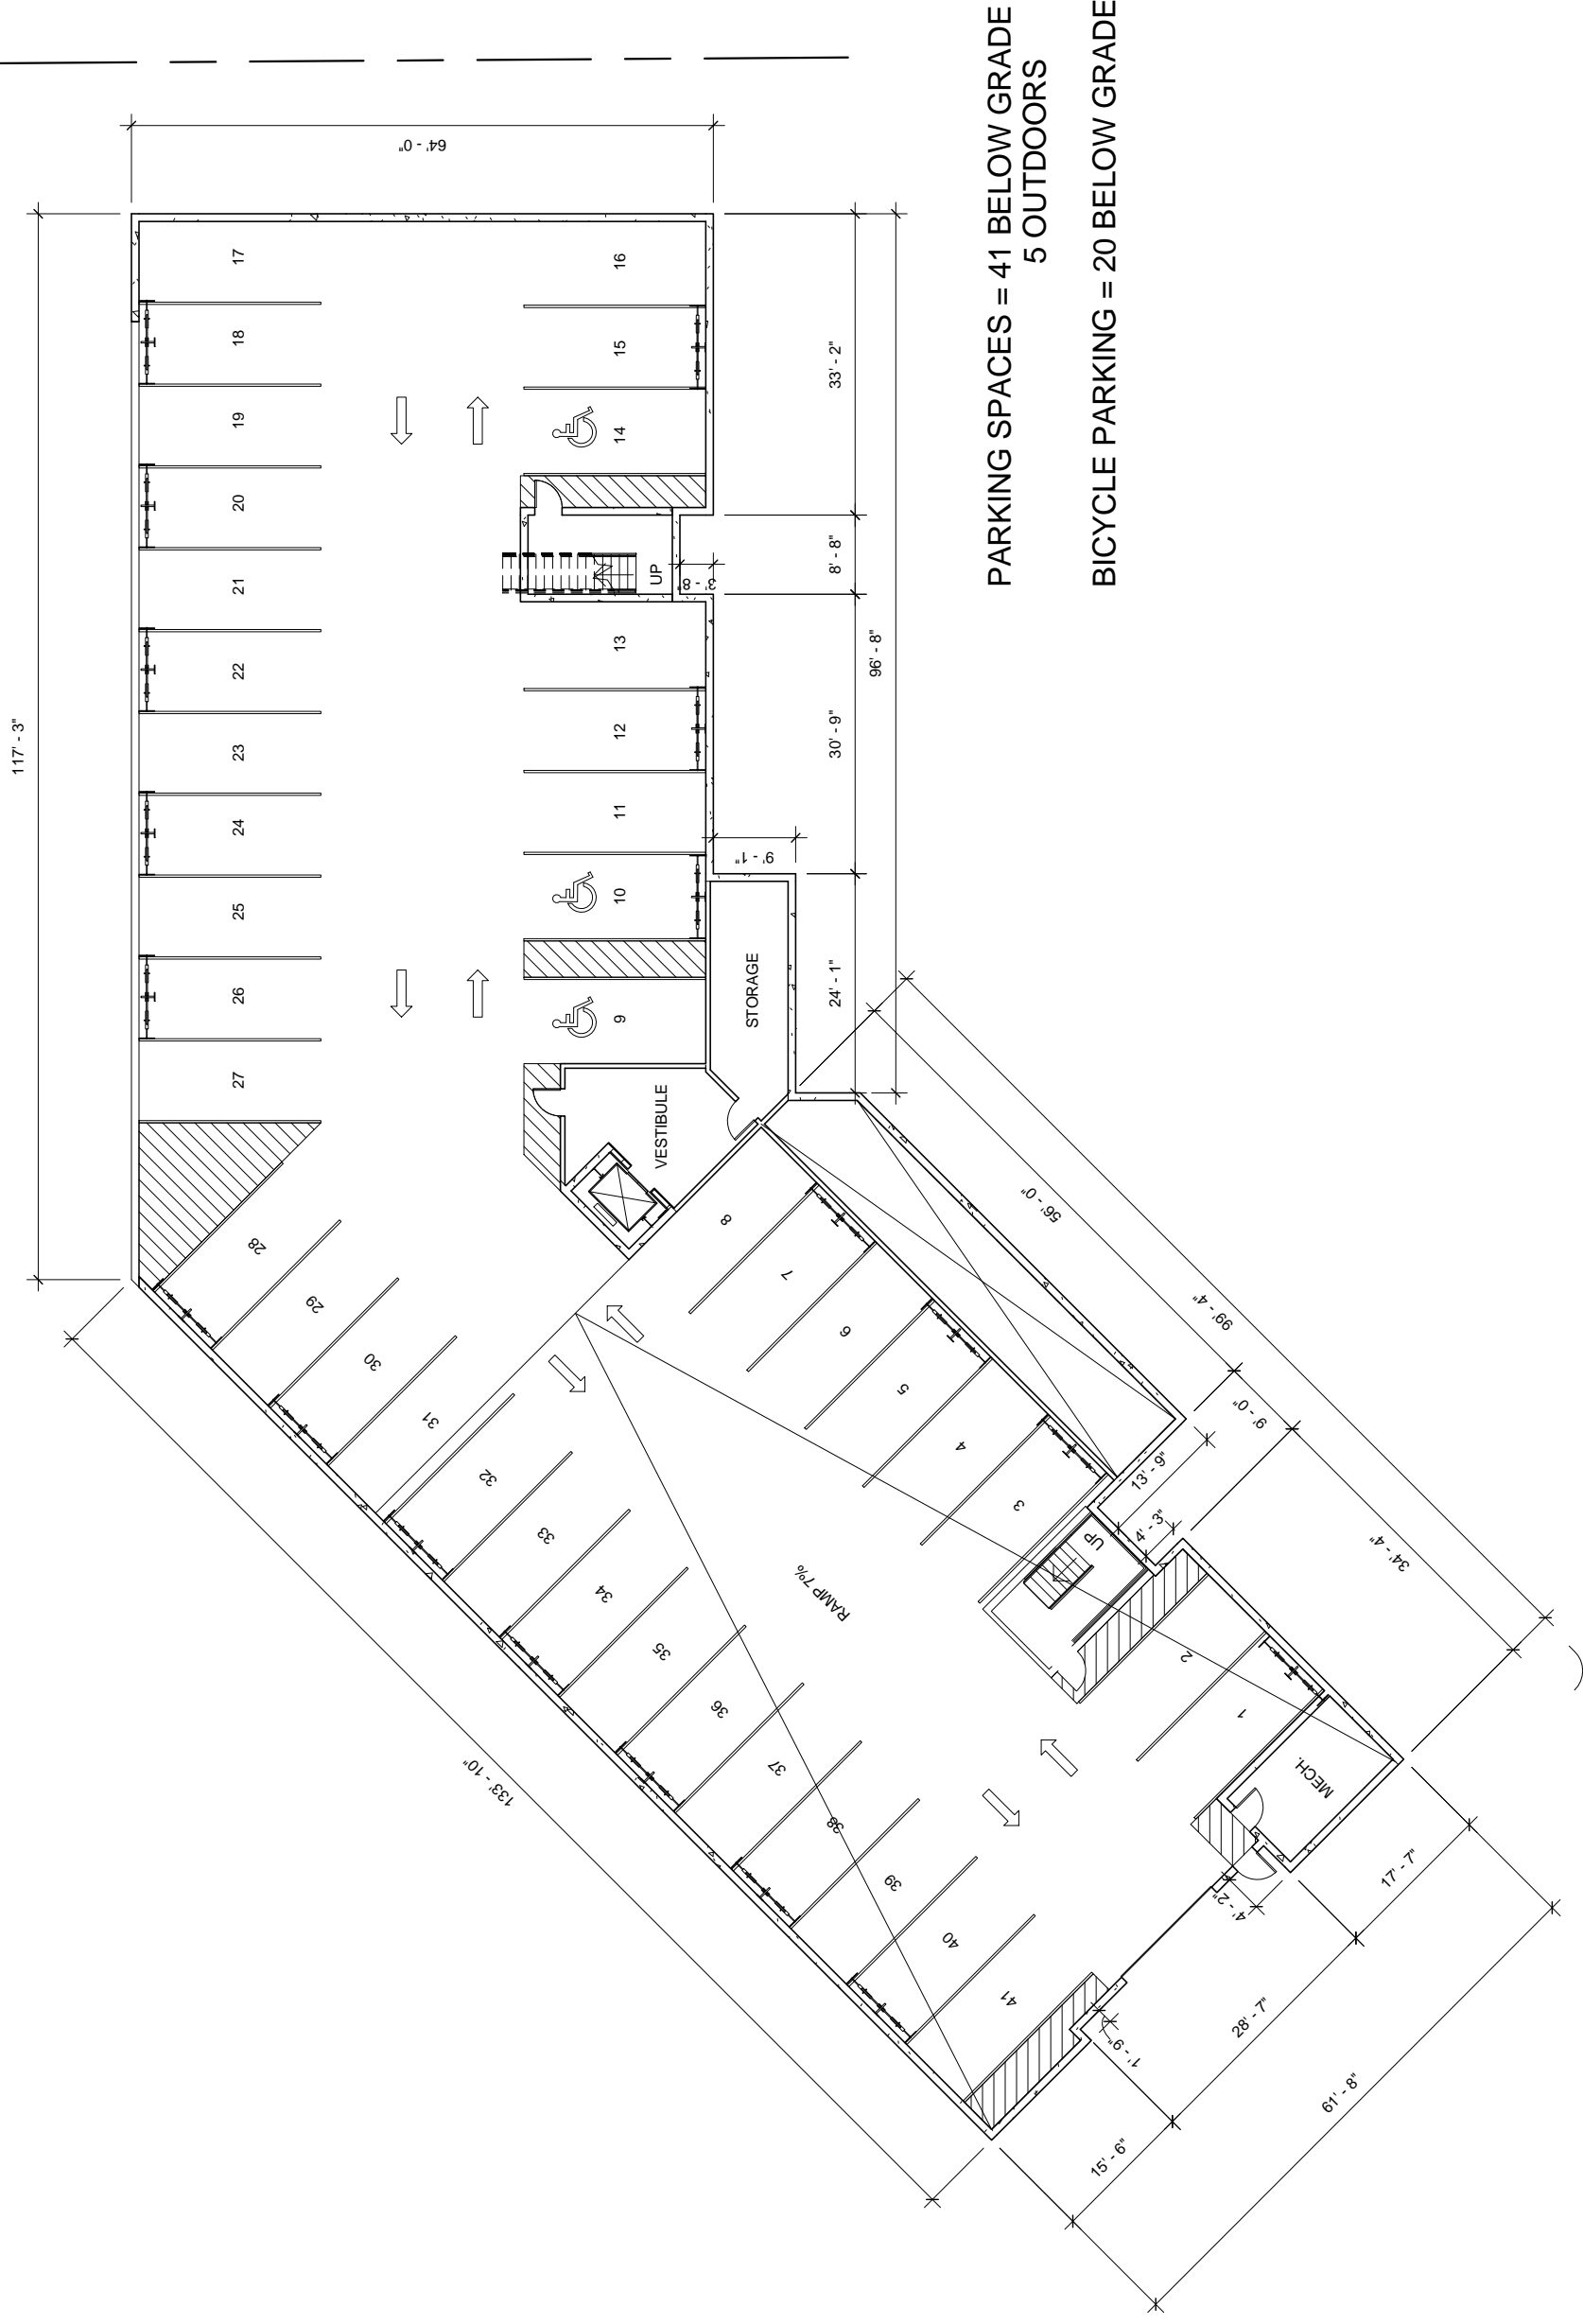 117' - 3"
64' - 0"
17
18
19
20
21
22
23
24
25
26
27
16
15
14
13
12
11
10
9
UP
3' - 8"
33' - 2"
8' - 8"
30' - 9"
96' - 8"
9' - 1"
24' - 1"
STORAGE
VESTIBULE
PARKING SPACES = 41 BELOW GRADE
5 OUTDOORS
BICYCLE PARKING = 20 BELOW GRADE
28
29
30
31
32
33
34
35
36
37
38
39
40
41
8
7
6
5
4
3
2
1
RAMP 7%
UP
MECH.
56' - 0"
99' - 4"
9' - 0"
13' - 9"
4' - 3"
34' - 4"
133' - 10"
17' - 7"
4' - 2"
28' - 7"
1' - 9"
61' - 8"
15' - 6"